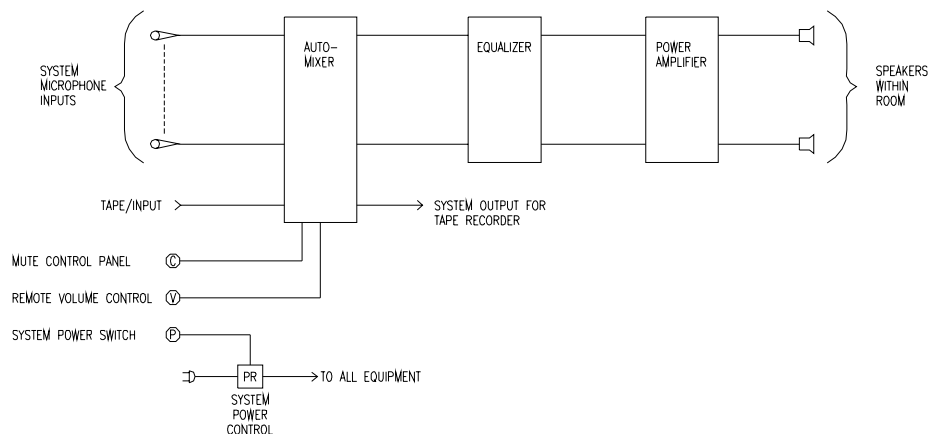 SYSTEM
MICROPHONE
INPUTS
AUTO-
MIXER
EQUALIZER
POWER
AMPLIFIER
SPEAKERS
WITHIN
ROOM
TAPE/INPUT
SYSTEM OUTPUT FOR
TAPE RECORDER
MUTE CONTROL PANEL C
REMOTE VOLUME CONTROL V
SYSTEM POWER SWITCH P
PR
TO ALL EQUIPMENT
SYSTEM
POWER
CONTROL